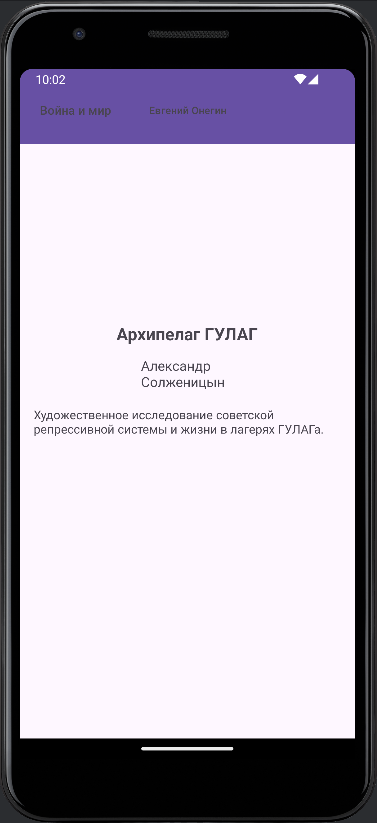 10:02
Война и мир Евгений Онегин
Архипелаг ГУЛАГ
Александр
Солженицын
Художественное исследование советской
репрессивной системы и жизни в лагерях ГУЛАГа.